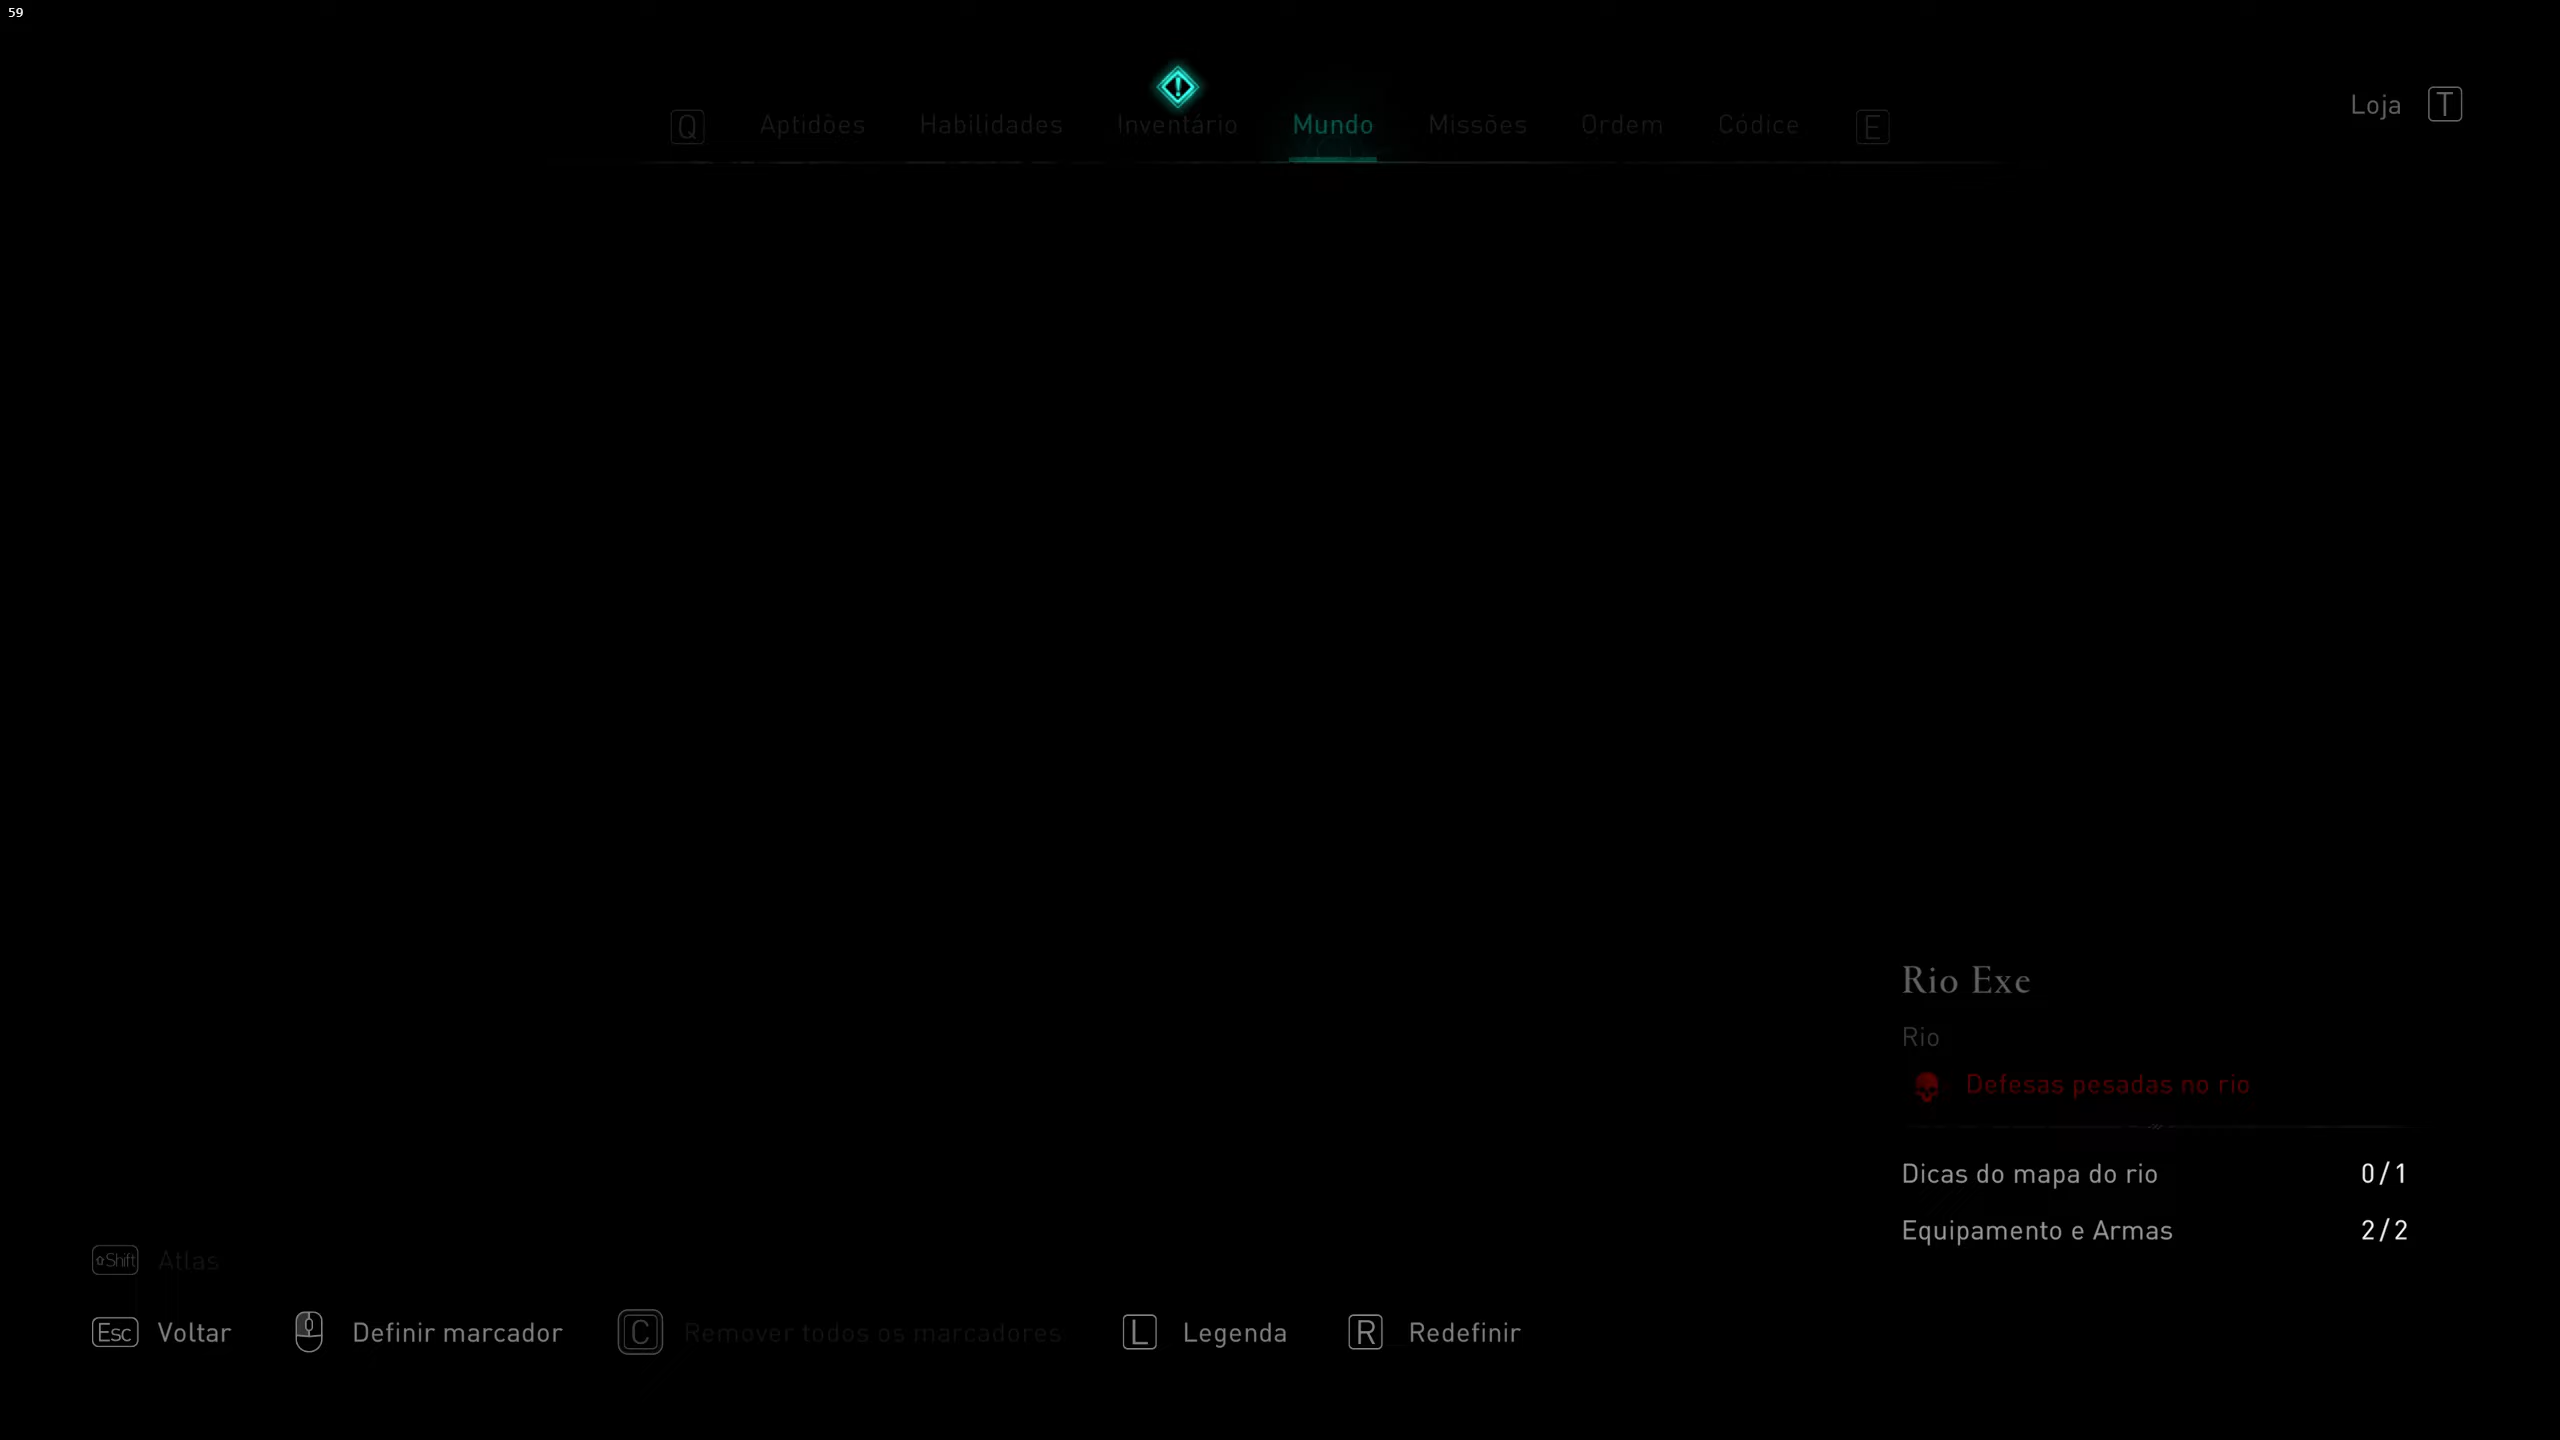 59
Q Aptidões Habilidades Inventário Mundo Missões Ordem Códice E
Loja T
Rio Exe
Rio
Defesas pesadas no rio
Dicas do mapa do rio 0/1
Equipamento e Armas 2/2
Shift Atlas
Esc Voltar Definir marcador C Remover todos os marcadores L Legenda R Redefinir